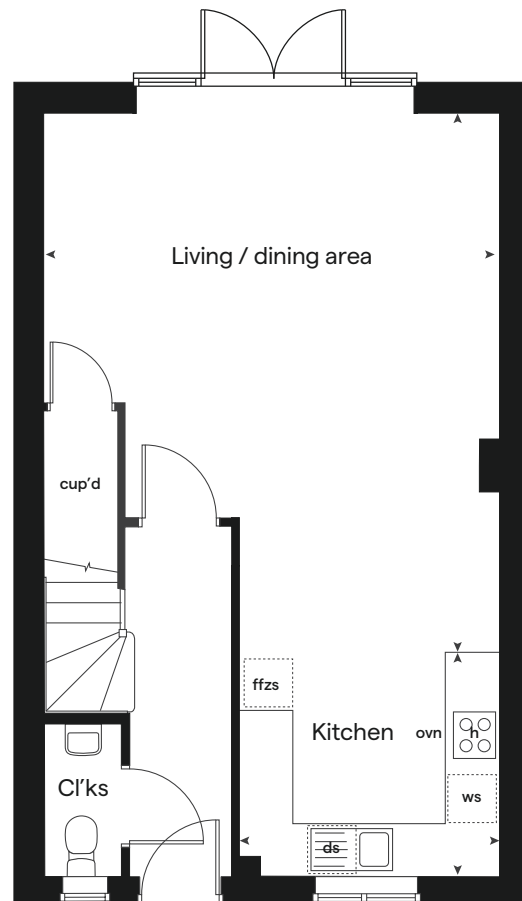 Living / dining area
cup’d
ffzs
Kitchen
ovn
h
Cl’ks
ws
ds